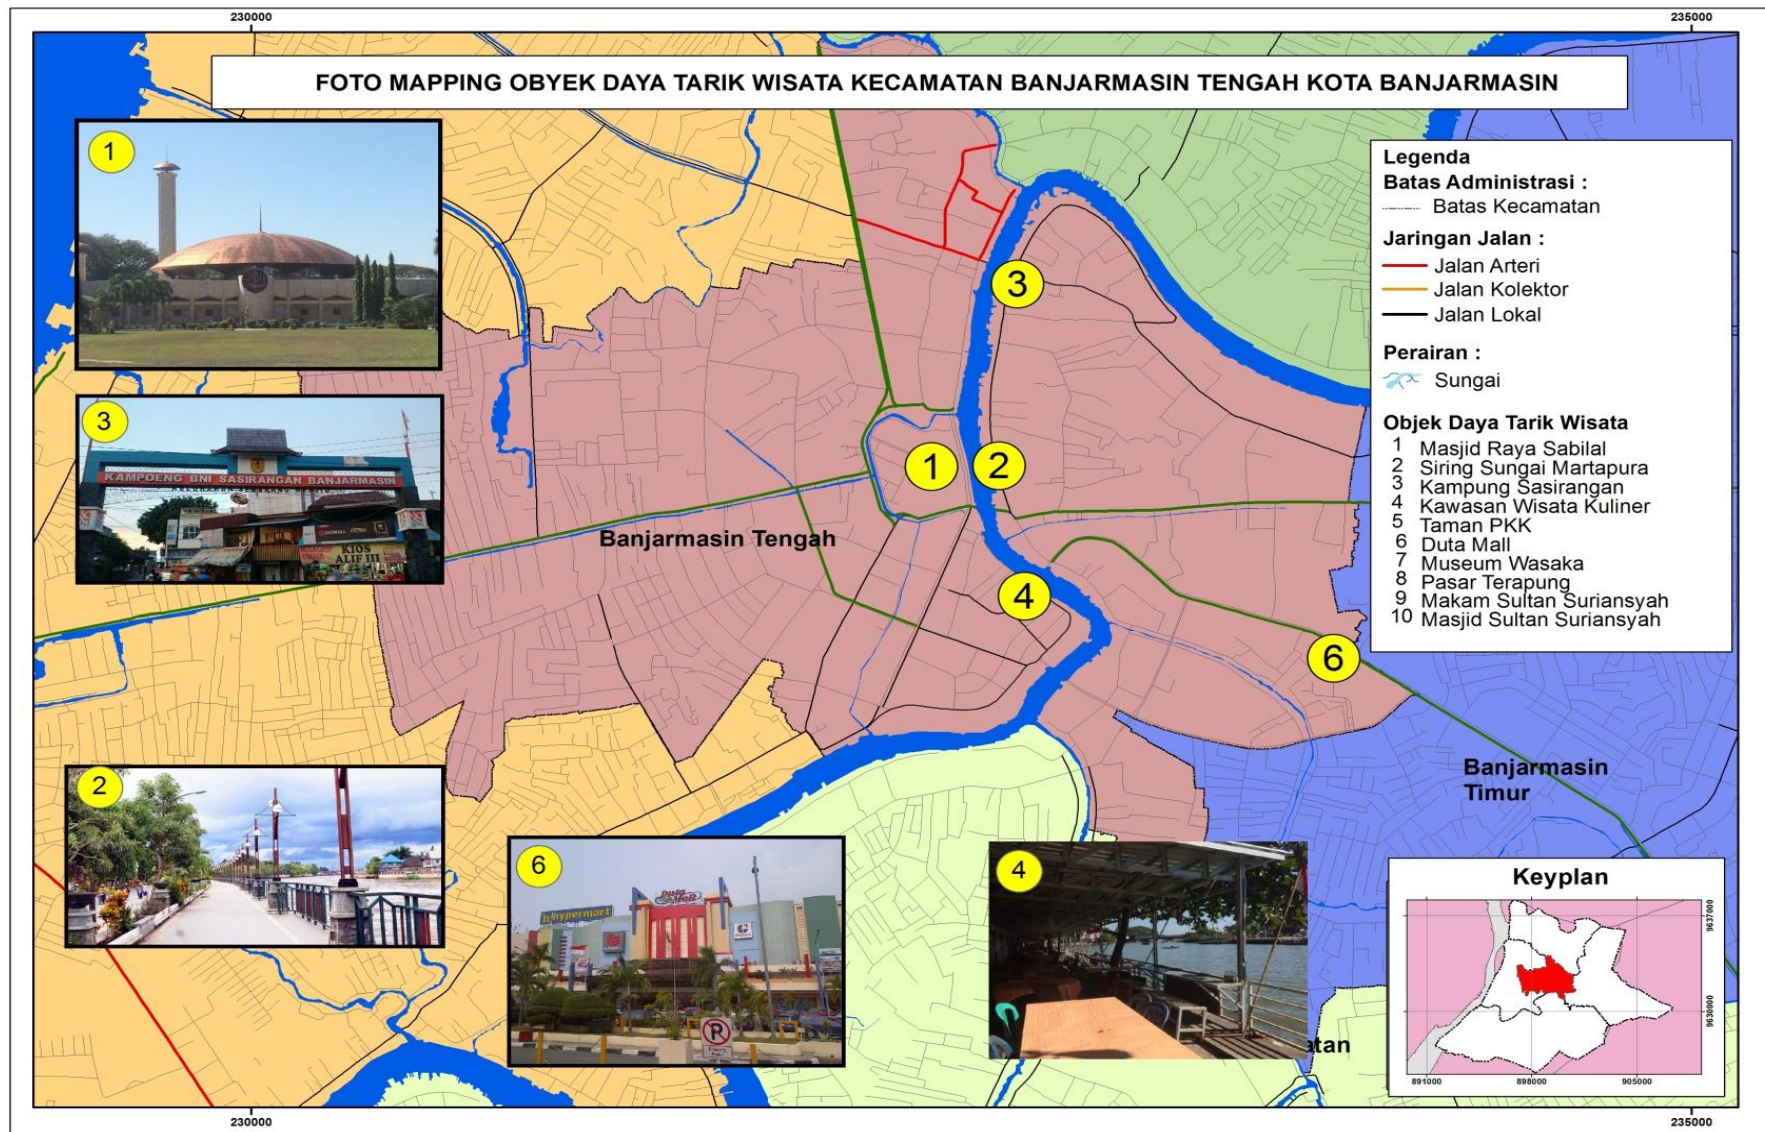 230000
235000
FOTO MAPPING OBYEK DAYA TARIK WISATA KECAMATAN BANJARMASIN TENGAH KOTA BANJARMASIN
1
3
KAMPOENG BNI SASIRANGAN BANJARMASIN
KIOS
ALIF III
2
6
Duta
Mall
hypermart
P
4
3
1
2
4
6
Banjarmasin Tengah
Banjarmasin
Timur
atan
Legenda
Batas Administrasi :
Batas Kecamatan
Jaringan Jalan :
Jalan Arteri
Jalan Kolektor
Jalan Lokal
Perairan :
Sungai
Objek Daya Tarik Wisata
1 Masjid Raya Sabilal
2 Siring Sungai Martapura
3 Kampung Sasirangan
4 Kawasan Wisata Kuliner
5 Taman PKK
6 Duta Mall
7 Museum Wasaka
8 Pasar Terapung
9 Makam Sultan Suriansyah
10 Masjid Sultan Suriansyah
Keyplan
9637000
9630000
891000
898000
905000
230000
235000